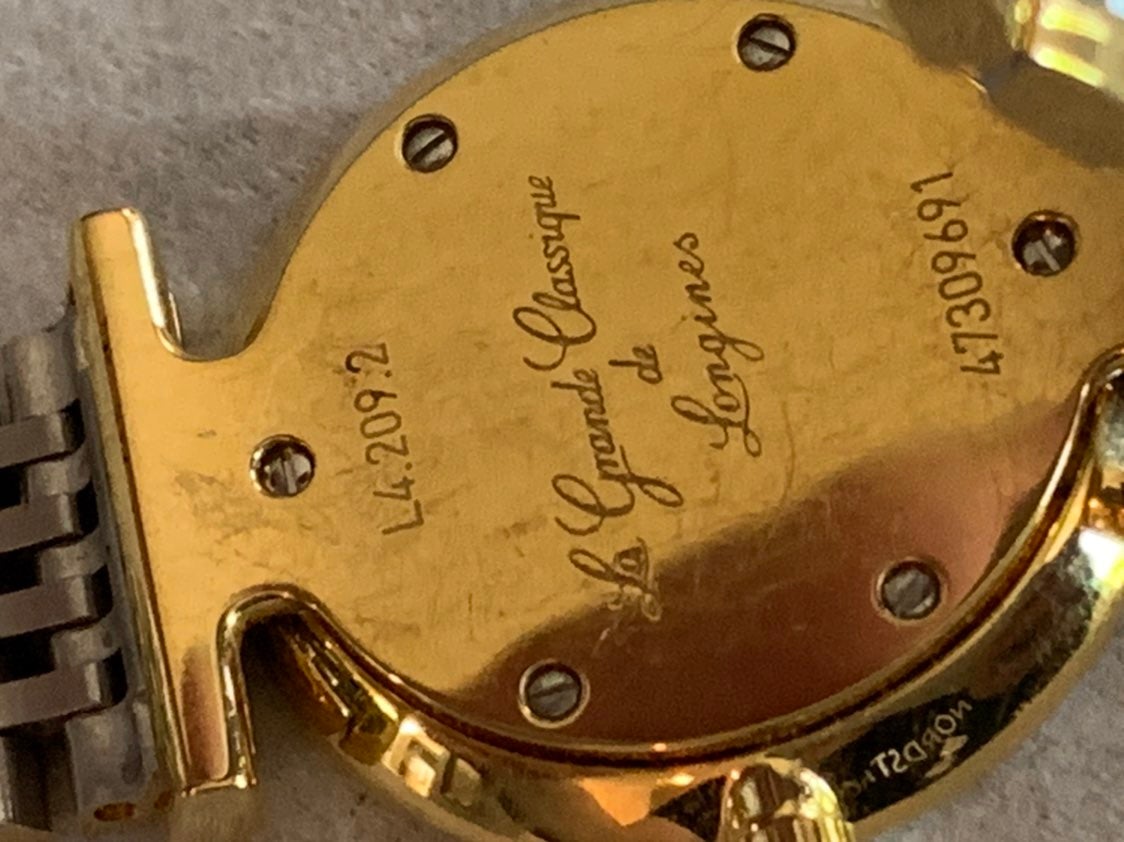 L4.209.2
La Grande Classique
de
Longines
47309691